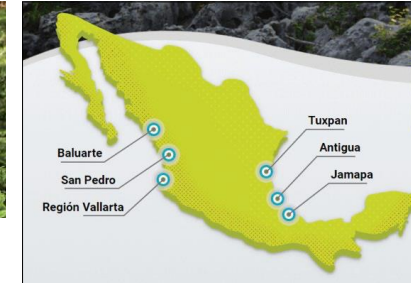 Baluarte
San Pedro
Región Vallarta
Tuxpan
Antigua
Jamapa